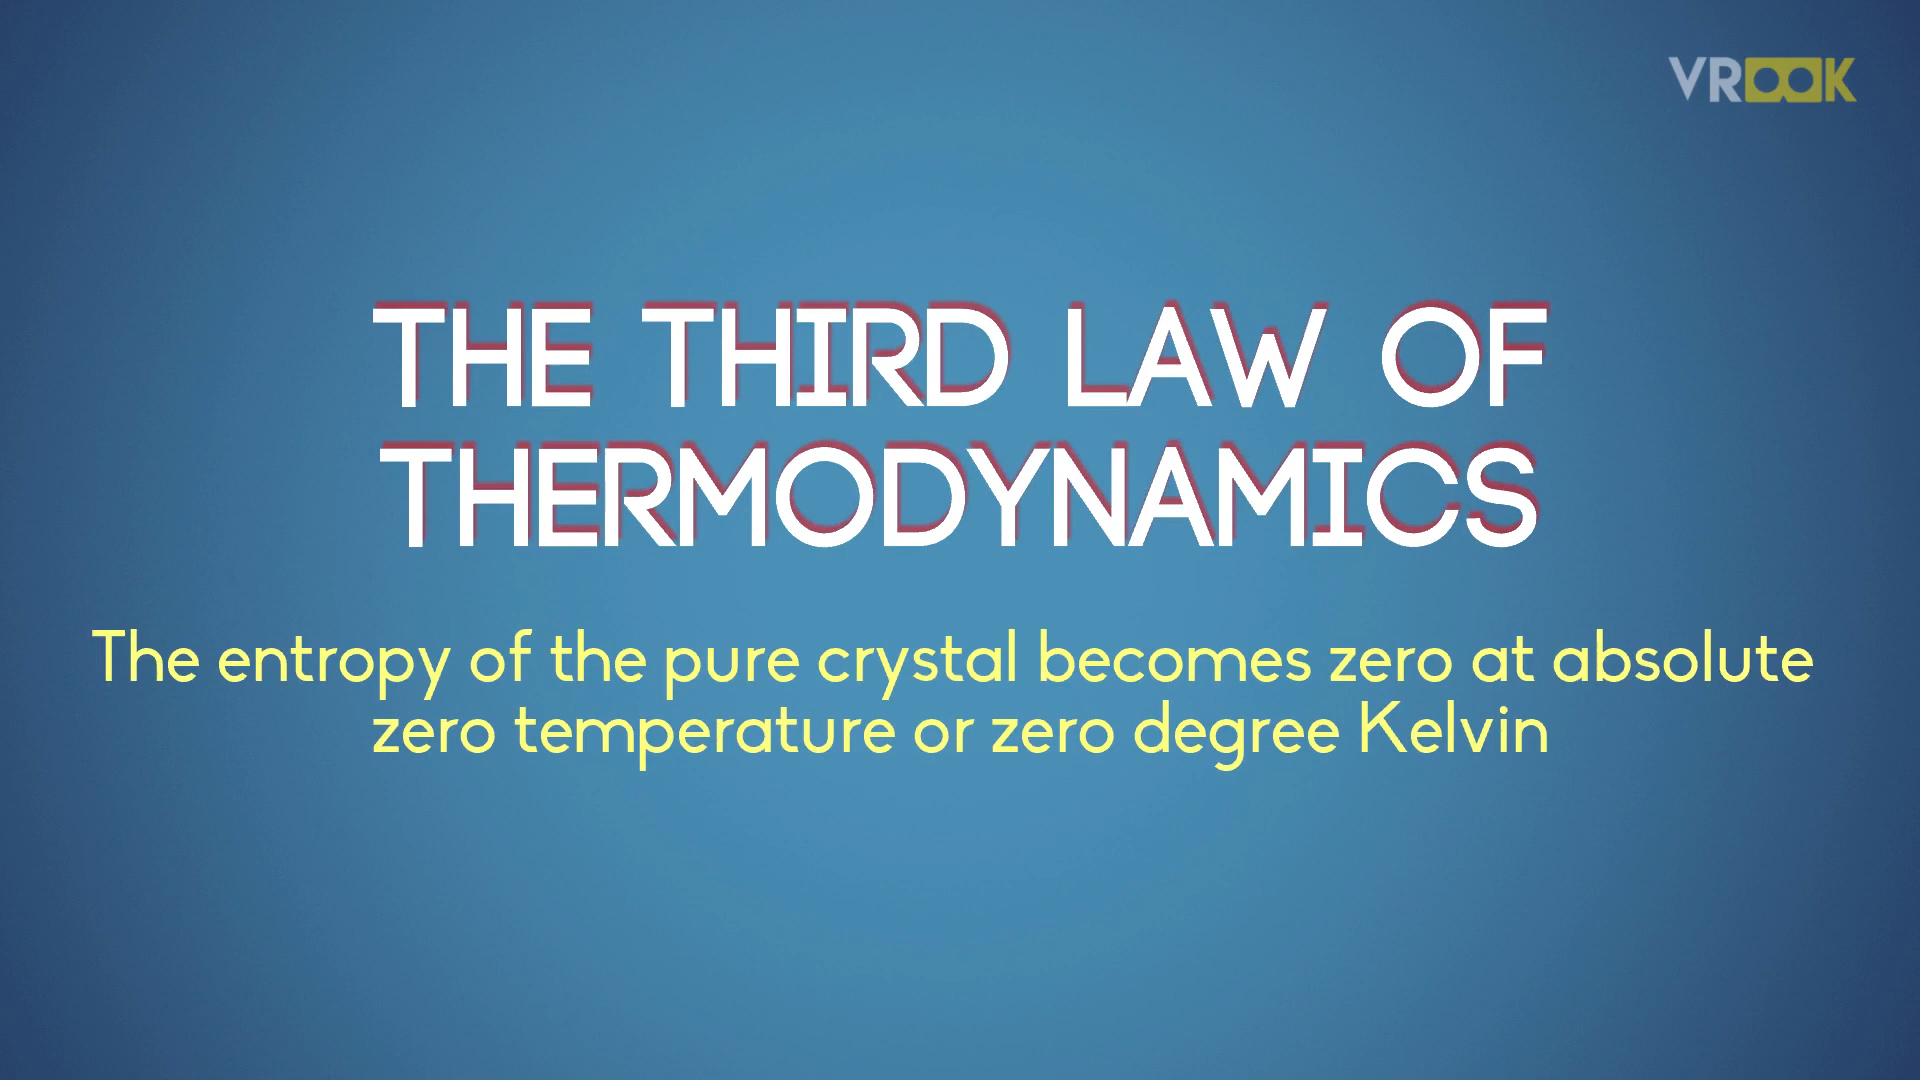 VROOK
THE THIRD LAW OF
THERMODYNAMICS
The entropy of the pure crystal becomes zero at absolute
zero temperature or zero degree Kelvin